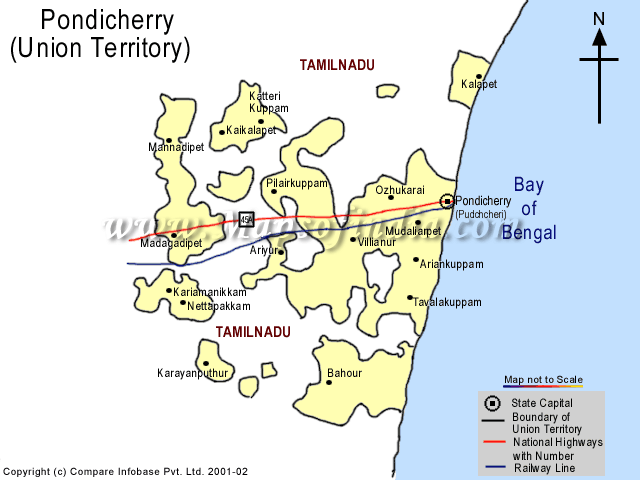 Pondicherry
(Union Territory)
N
TAMILNADU
Kalapet
Katteri
Kuppam
Kaikalapet
Mannadipet
Pilairkuppam
Ozhukarai
Pondicherry
(Pudchcheri)
Bay
of
Bengal
45A
www.mapsofindia.com
Mudaliarpet
Madagadipet
Villianur
Ariyur
Ariankuppam
Kariamanikkam
Nettapakkam
Tavalakuppam
TAMILNADU
Karayanputhur
Bahour
Map not to Scale
State Capital
Boundary of
Union Territory
National Highways
with Number
Railway Line
Copyright (c) Compare Infobase Pvt. Ltd. 2001-02